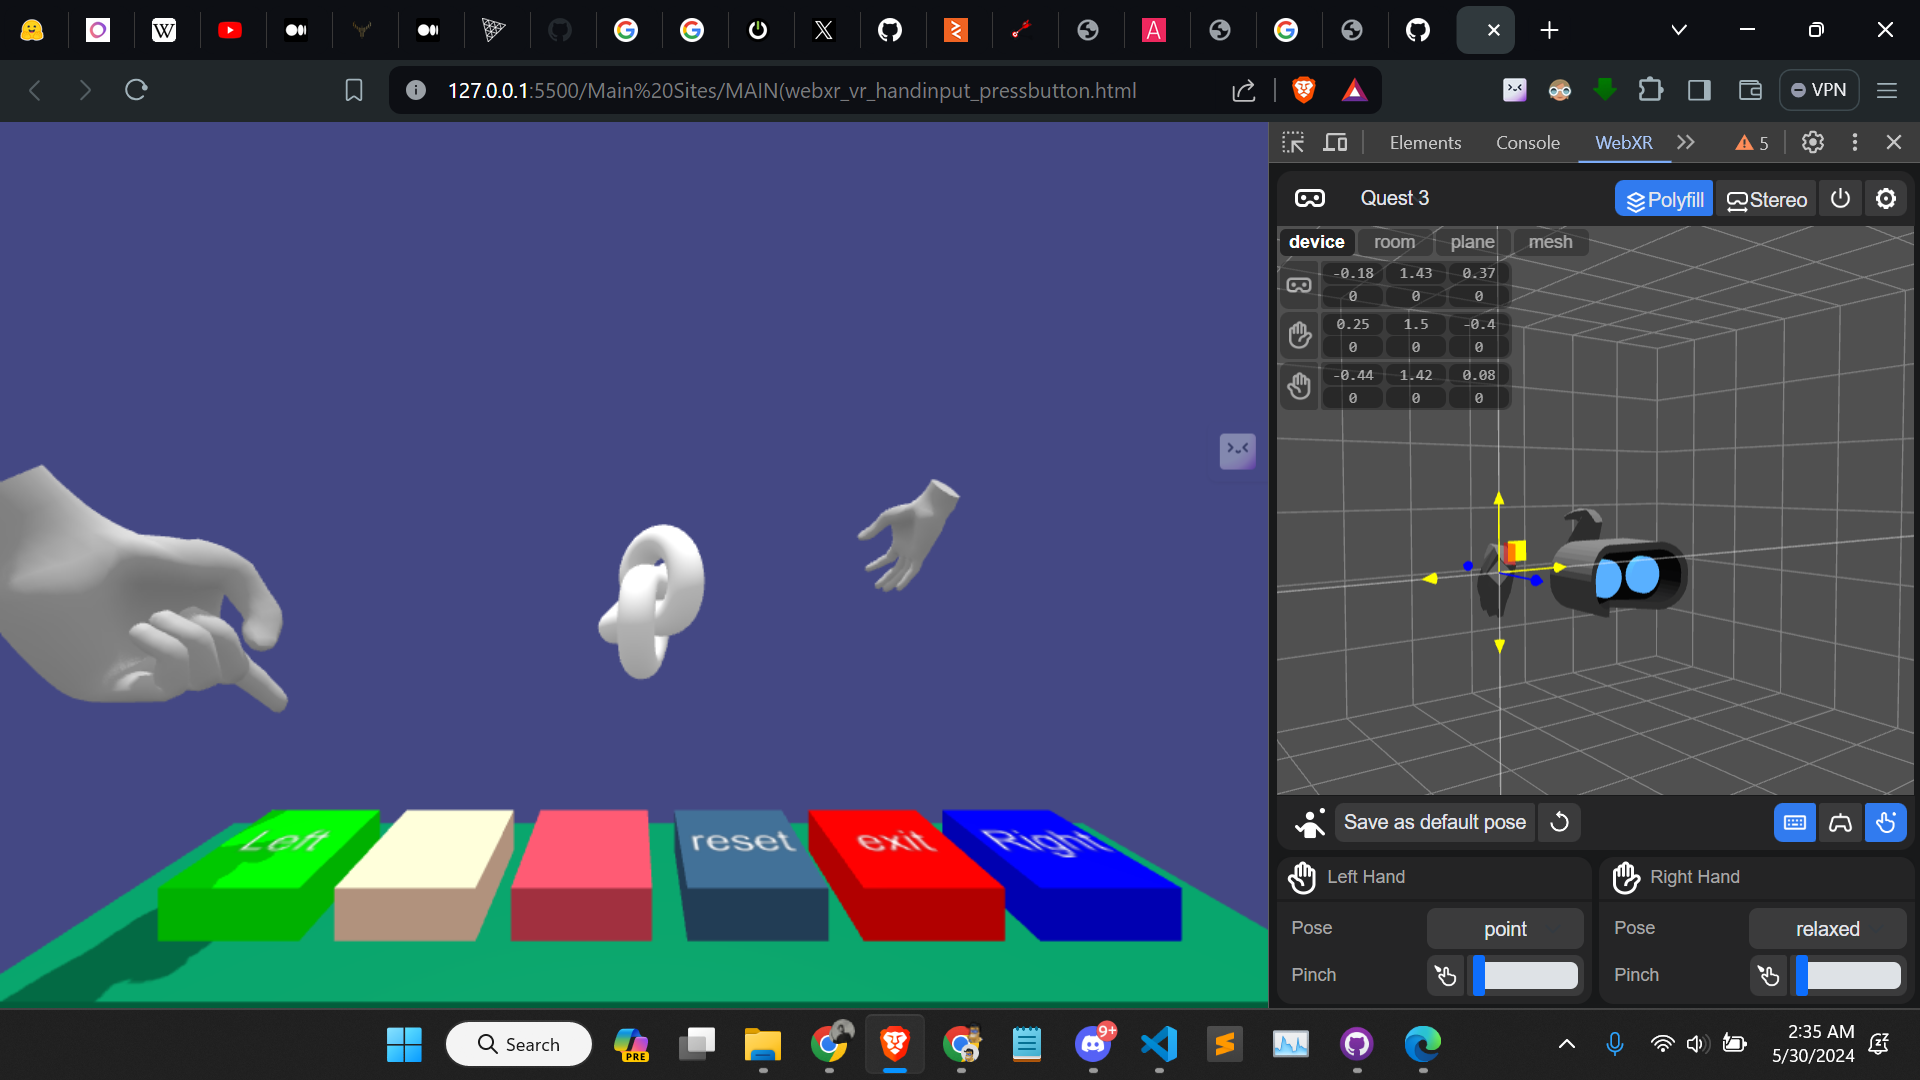 127.0.0.1:5500/Main%20Sites/MAIN(webxr_vr_handinput_pressbutton.html
VPN
Elements
Console
WebXR
5
Quest 3
Polyfill
Stereo
device
room
plane
mesh
-0.18 1.43 0.37
0 0 0
0.25 1.5 -0.4
0 0 0
-0.44 1.42 0.08
0 0 0
Left
reset
exit
Right
Save as default pose
Left Hand
Pose
point
Pinch
Right Hand
Pose
relaxed
Pinch
Search
PRE
9+
2:35 AM
5/30/2024